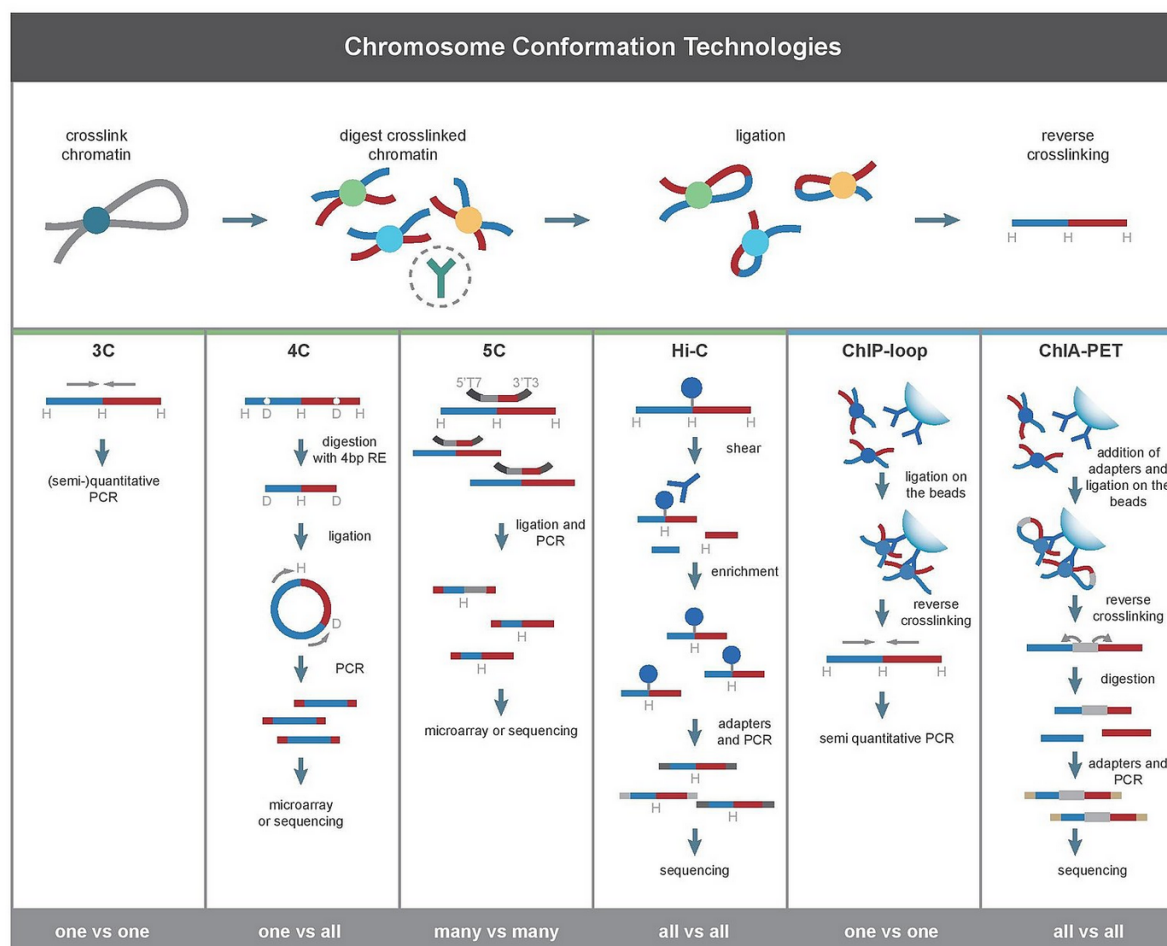 Chromosome Conformation Technologies
crosslink
chromatin
digest crosslinked
chromatin
ligation
reverse
crosslinking
H H H
3C
H H H
(semi-)quantitative
PCR
one vs one
4C
H D D H
digestion
with 4bp RE
D H D
ligation
H
D
PCR
microarray
or sequencing
one vs all
5C
5'T7 3'T3
H H H
ligation and
PCR
H
H
H
microarray or sequencing
many vs many
Hi-C
H H H
shear
H H
enrichment
H
H H
adapters
and PCR
H
H H
sequencing
all vs all
ChIP-loop
ligation on
the beads
reverse
crosslinking
H H H
semi quantitative PCR
one vs one
ChIA-PET
addition of
adapters and
ligation on the
beads
reverse
crosslinking
digestion
adapters and
PCR
sequencing
all vs all